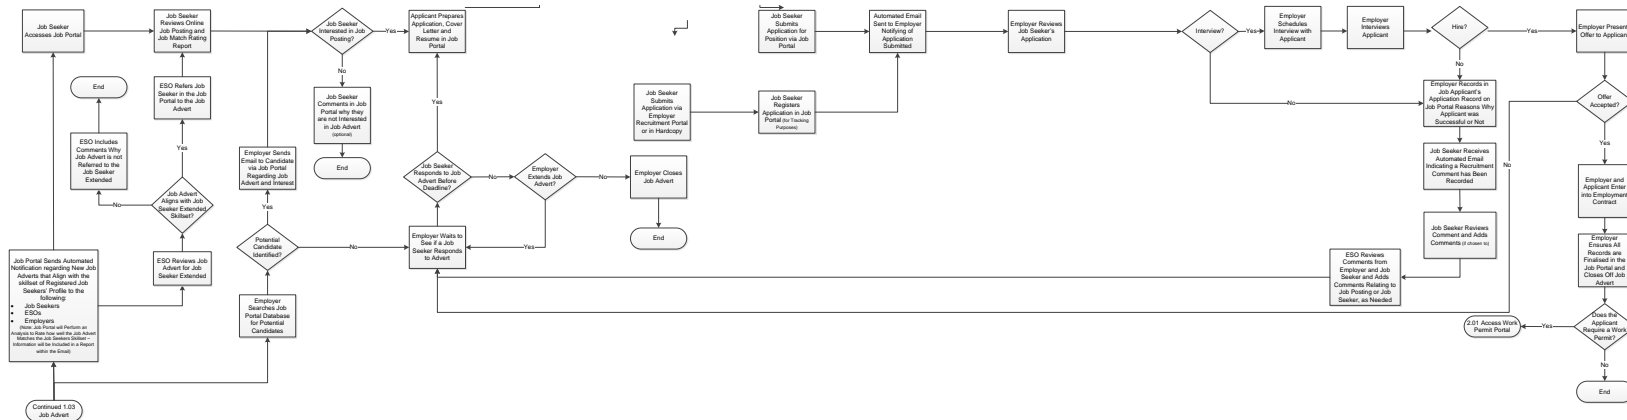 Job Seeker
Accesses Job Portal
Job Seeker
Reviews Online
Job Posting and
Job Match Rating
Report
Job Seeker
Interested in Job
Posting?
Yes
Applicant Prepares
Application, Cover
Letter and
Resume in Job
Portal
No
Job Seeker
Comments in Job
Portal why they
are not Interested
in Job Advert
(optional)
End
End
ESO Refers Job
Seeker in the Job
Portal to the Job
Advert
ESO Includes
Comments Why
Job Advert is not
Referred to the
Job Seeker
Extended
Yes
Job Advert
Aligns with Job
Seeker Extended
Skillset?
No
ESO Reviews Job
Advert for Job
Seeker Extended
Employer Sends
Email to Candidate
via Job Portal
Regarding Job
Advert and Interest
Yes
Potential
Candidate
Identified?
No
Employer
Searches Job
Portal Database
for Potential
Candidates
Job Portal Sends Automated
Notification regarding New Job
Adverts that Align with the
skillset of Registered Job
Seekers' Profile to the
following:
• Job Seekers
• ESOs
• Employers
(Note: Job Portal will Perform an
Analysis to Rate how well the Job Advert
Matches the Job Seekers Skillset –
Information will be Included in a Report
within the Email)
Continued 1.03
Job Advert
Yes
Job Seeker
Responds to Job
Advert Before
Deadline?
No
Employer
Extends Job
Advert?
No
Employer Closes
Job Advert
End
Yes
Employer Waits to
See if a Job
Seeker Responds
to Advert
Job Seeker
Submits
Application via
Employer
Recruitment Portal
or in Hardcopy
Job Seeker
Registers
Application in Job
Portal (for Tracking
Purposes)
Job Seeker
Submits
Application for
Position via Job
Portal
Automated Email
Sent to Employer
Notifying of
Application
Submitted
Employer Reviews
Job Seeker's
Application
Interview?
Yes
No
Employer
Schedules
Interview with
Applicant
Employer
Interviews
Applicant
Hire?
Yes
No
Employer Records in
Job Applicant's
Application Record on
Job Portal Reasons Why
Applicant was
Successful or Not
Job Seeker Receives
Automated Email
Indicating a Recruitment
Comment has Been
Recorded
Job Seeker Reviews
Comment and Adds
Comments (if chosen to)
ESO Reviews
Comments from
Employer and Job
Seeker and Adds
Comments Relating to
Job Posting or Job
Seeker, as Needed
Employer Present
Offer to Applican
Offer
Accepted?
No
Yes
Employer and
Applicant Enter
into Employment
Contract
Employer
Ensures All
Records are
Finalised in the
Job Portal and
Closes Off Job
Advert
Does the
Applicant
Require a Work
Permit?
Yes
2.01 Access Work
Permit Portal
No
End